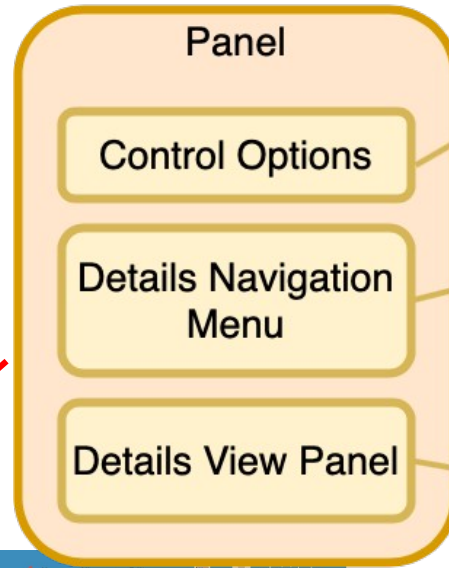 Panel
Control Options
Details Navigation
Menu
Details View Panel